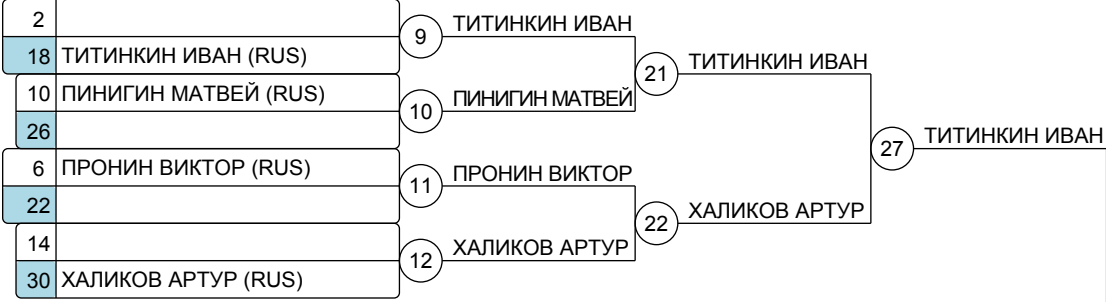 2
18 ТИТИНКИН ИВАН (RUS)
10 ПИНИГИН МАТВЕЙ (RUS)
26
6 ПРОНИН ВИКТОР (RUS)
22
14
30 ХАЛИКОВ АРТУР (RUS)
9 ТИТИНКИН ИВАН
10 ПИНИГИН МАТВЕЙ
11 ПРОНИН ВИКТОР
12 ХАЛИКОВ АРТУР
21 ТИТИНКИН ИВАН
22 ХАЛИКОВ АРТУР
27 ТИТИНКИН ИВАН